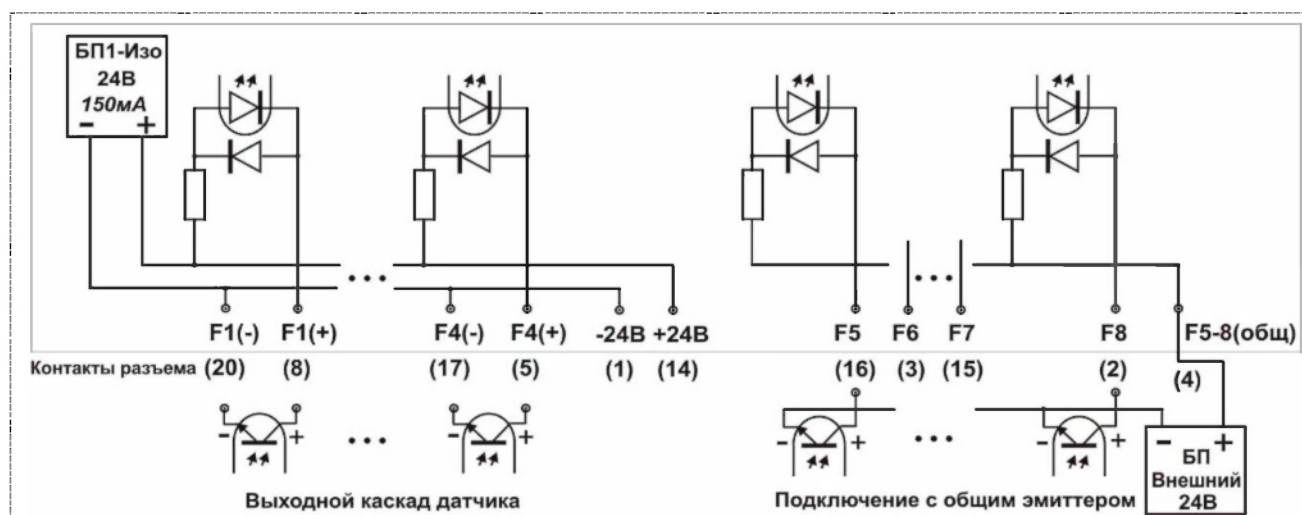 БП1-Изо
24В
150мА
- +
F1(-) F1(+) F4(-) F4(+) -24В +24В F5 F6 F7 F8 F5-8(общ)
Контакты разъема (20) (8) (17) (5) (1) (14) (16) (3) (15) (2) (4)
- + ... - + - + ... - + - +
БП
Внешний
24В
Выходной каскад датчика
Подключение с общим эмиттером